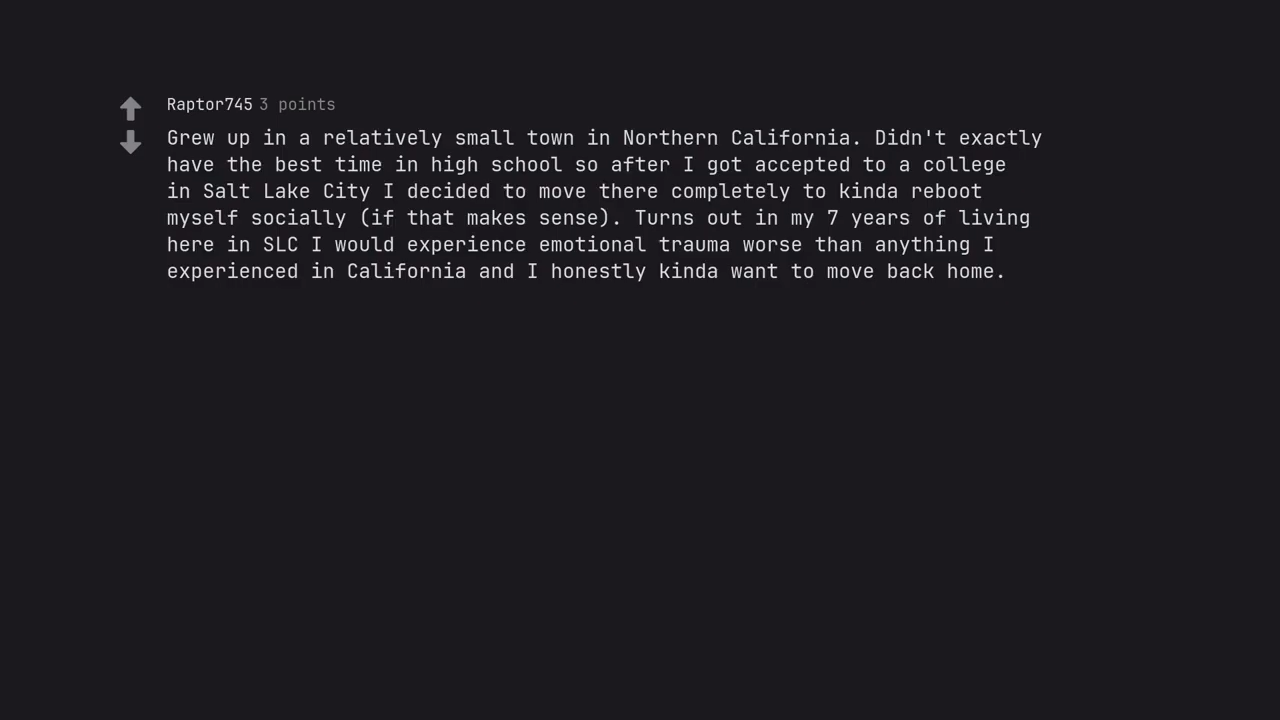 Raptor745 3 points
Grew up in a relatively small town in Northern California. Didn't exactly
have the best time in high school so after I got accepted to a college
in Salt Lake City I decided to move there completely to kinda reboot
myself socially (if that makes sense). Turns out in my 7 years of living
here in SLC I would experience emotional trauma worse than anything I
experienced in California and I honestly kinda want to move back home.